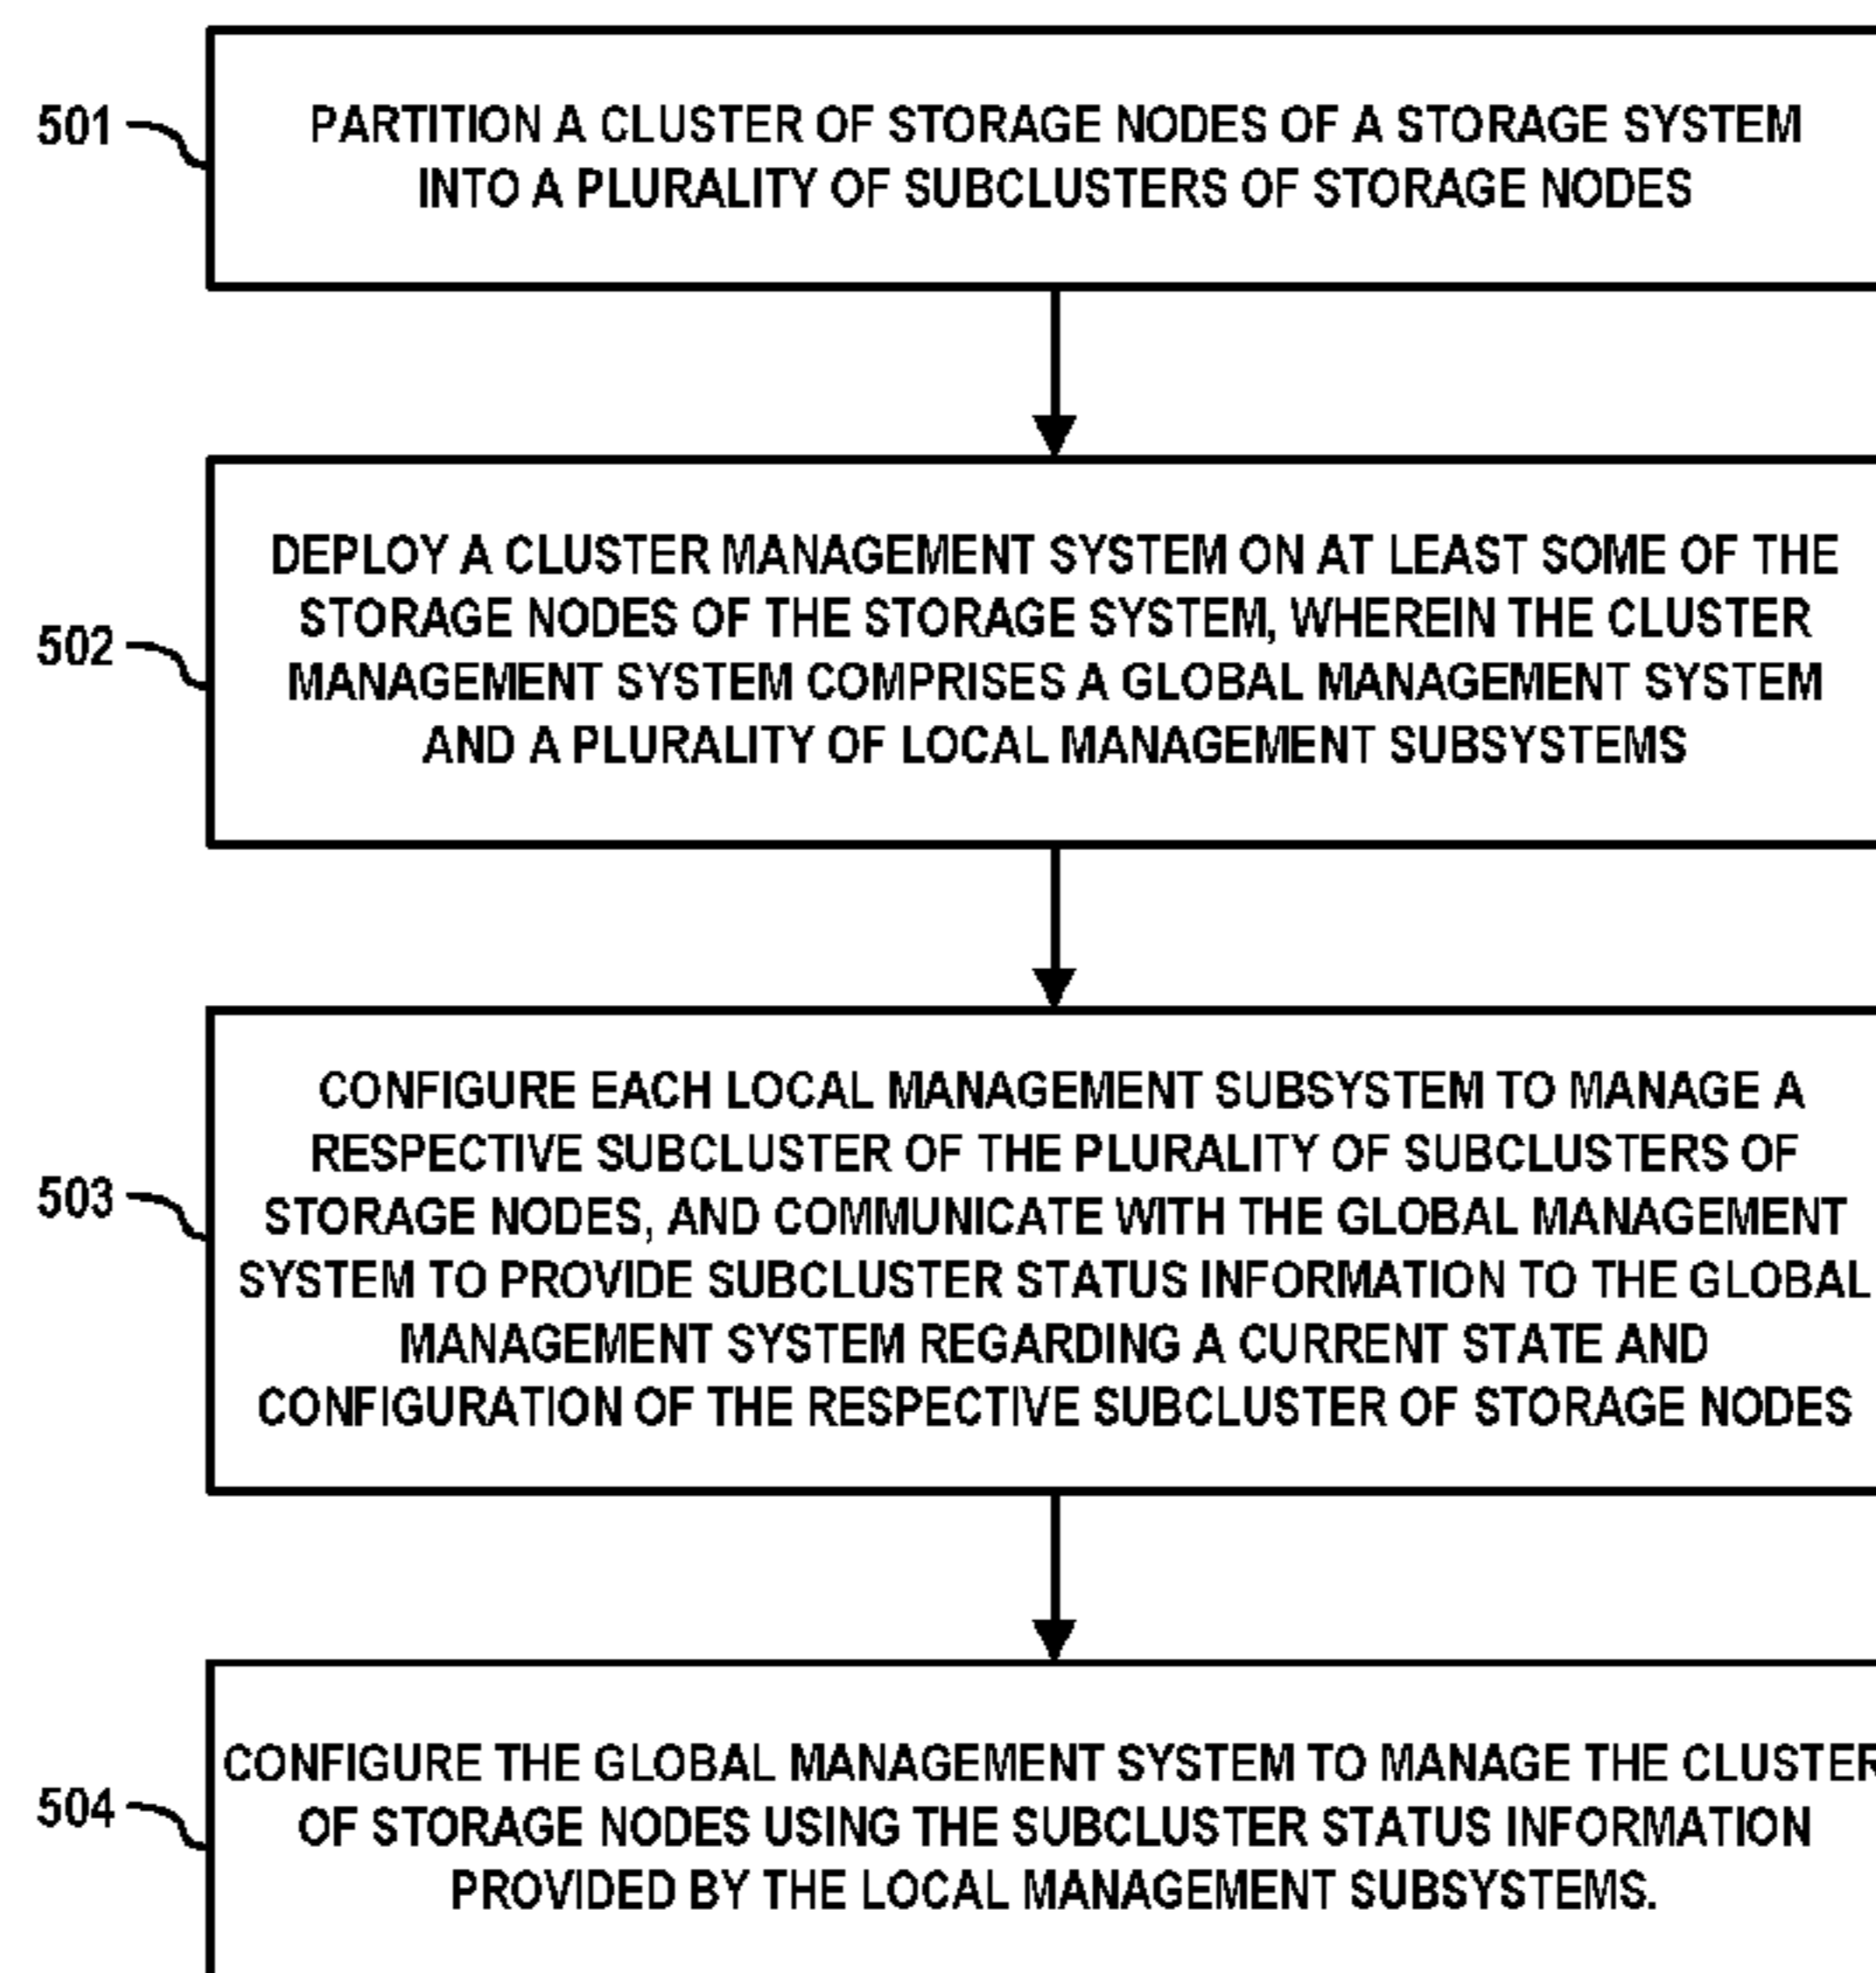 501
PARTITION A CLUSTER OF STORAGE NODES OF A STORAGE SYSTEM
INTO A PLURALITY OF SUBCLUSTERS OF STORAGE NODES
502
DEPLOY A CLUSTER MANAGEMENT SYSTEM ON AT LEAST SOME OF THE
STORAGE NODES OF THE STORAGE SYSTEM, WHEREIN THE CLUSTER
MANAGEMENT SYSTEM COMPRISES A GLOBAL MANAGEMENT SYSTEM
AND A PLURALITY OF LOCAL MANAGEMENT SUBSYSTEMS
503
CONFIGURE EACH LOCAL MANAGEMENT SUBSYSTEM TO MANAGE A
RESPECTIVE SUBCLUSTER OF THE PLURALITY OF SUBCLUSTERS OF
STORAGE NODES, AND COMMUNICATE WITH THE GLOBAL MANAGEMENT
SYSTEM TO PROVIDE SUBCLUSTER STATUS INFORMATION TO THE GLOBAL
MANAGEMENT SYSTEM REGARDING A CURRENT STATE AND
CONFIGURATION OF THE RESPECTIVE SUBCLUSTER OF STORAGE NODES
504
CONFIGURE THE GLOBAL MANAGEMENT SYSTEM TO MANAGE THE CLUSTER
OF STORAGE NODES USING THE SUBCLUSTER STATUS INFORMATION
PROVIDED BY THE LOCAL MANAGEMENT SUBSYSTEMS.